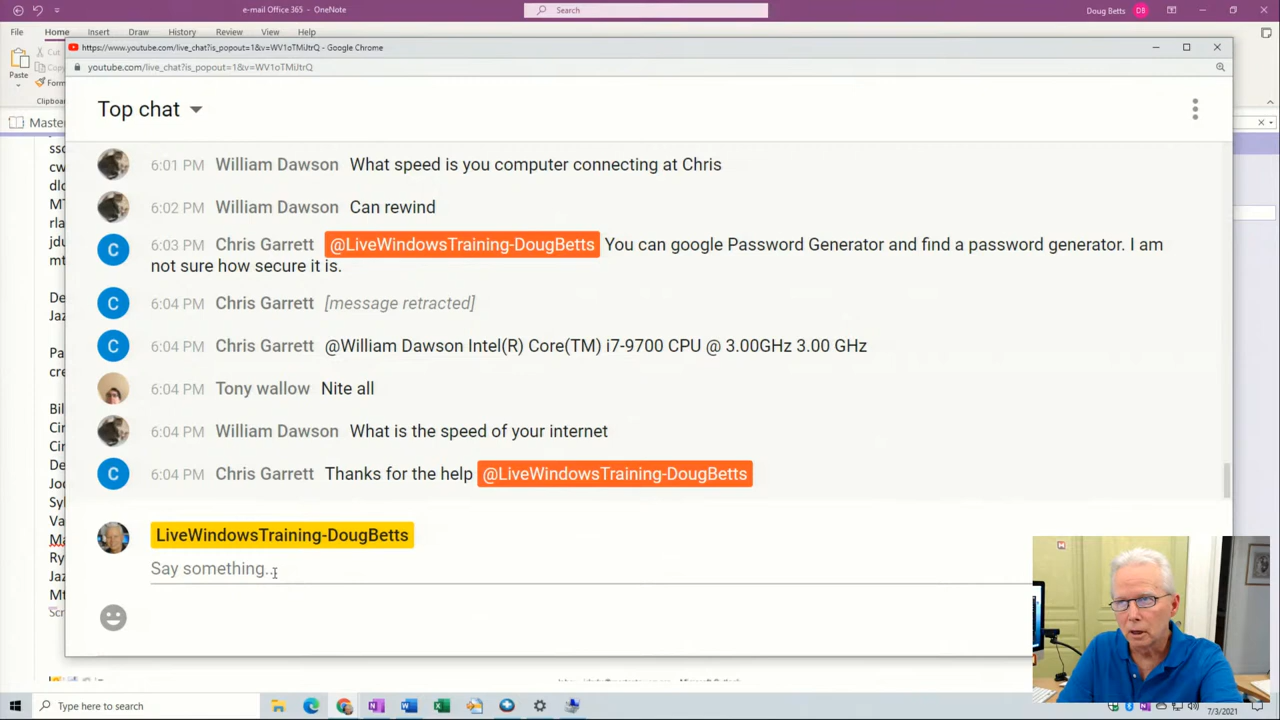 e-mail Office 365 - OneNote
Search
Doug Betts
DB
File Home Insert Draw History Review View Help
https://www.youtube.com/live_chat?is_popout=1&v=WV1oTMiJtrQ - Google Chrome
Paste
Cut
Form
Clipboard
youtube.com/live_chat?is_popout=1&v=WV1oTMiJtrQ
Top chat
Master
6:01 PM William Dawson What speed is you computer connecting at Chris
6:02 PM William Dawson Can rewind
6:03 PM Chris Garrett @LiveWindowsTraining-DougBetts You can google Password Generator and find a password generator. I am
not sure how secure it is.
6:04 PM Chris Garrett [message retracted]
6:04 PM Chris Garrett @William Dawson Intel(R) Core(TM) i7-9700 CPU @ 3.00GHz 3.00 GHz
6:04 PM Tony wallow Nite all
6:04 PM William Dawson What is the speed of your internet
6:04 PM Chris Garrett Thanks for the help @LiveWindowsTraining-DougBetts
C
C
C
C
LiveWindowsTraining-DougBetts
Say something...
Type here to search
7/3/2021